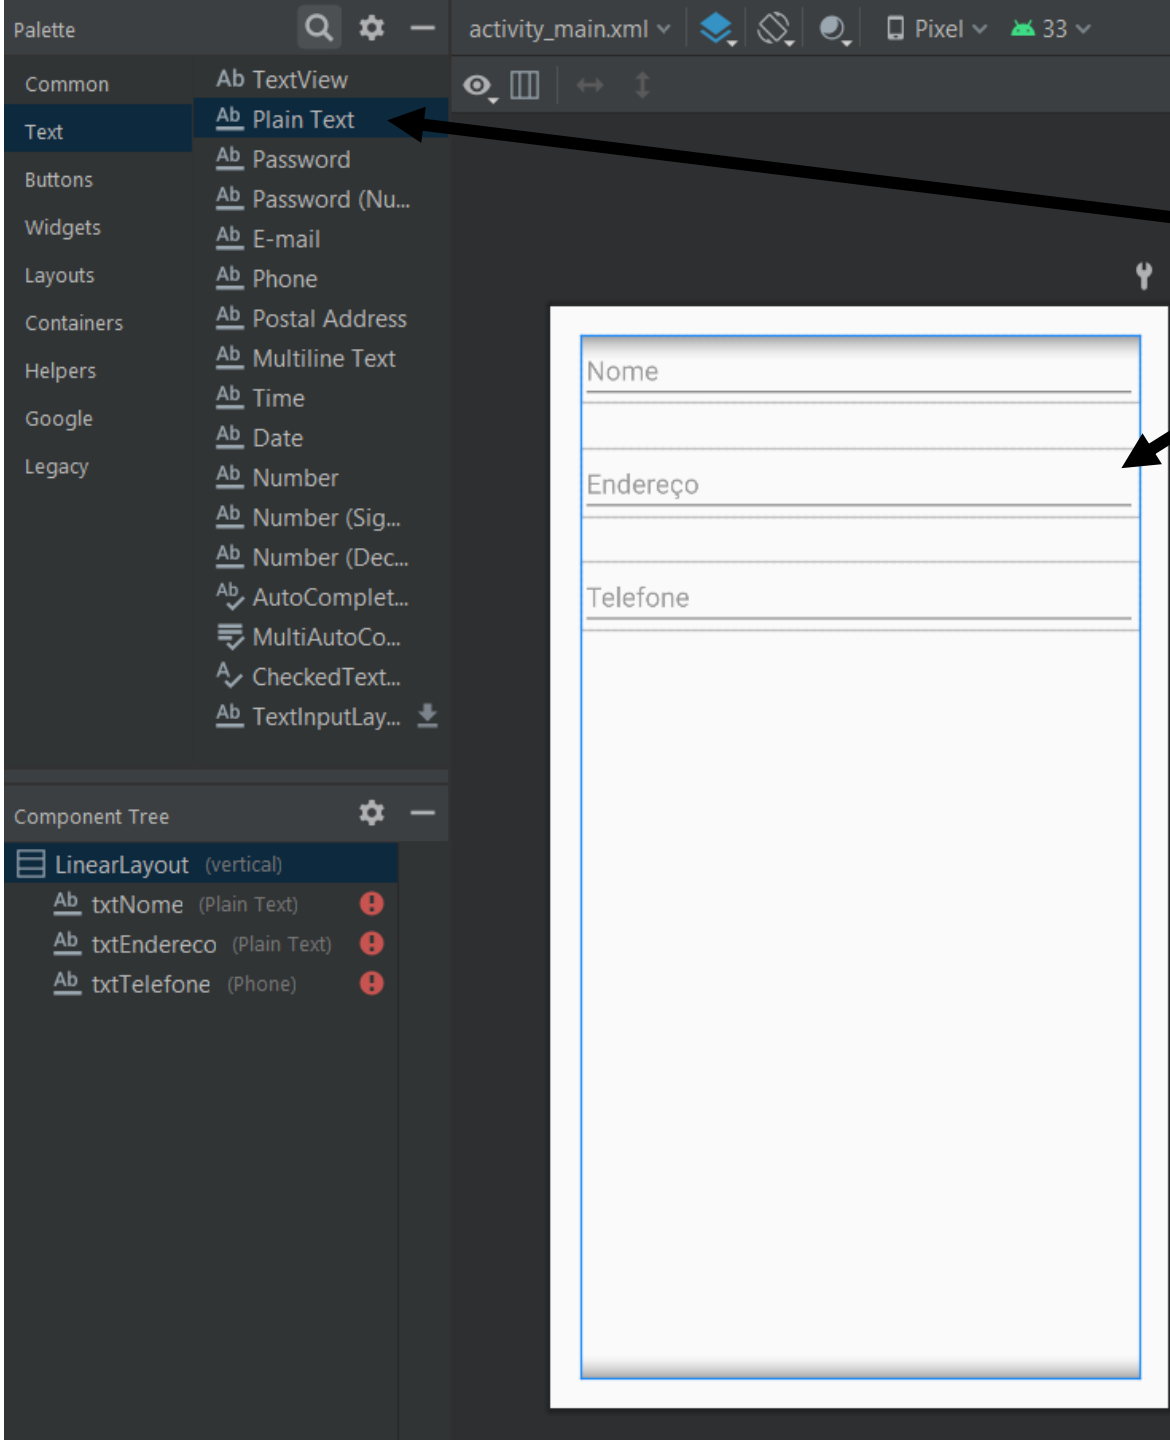 Palette
activity_main.xml
Pixel
33
Common
Text
Buttons
Widgets
Layouts
Containers
Helpers
Google
Legacy
Ab TextView
Ab Plain Text
Ab Password
Ab Password (Nu...
Ab E-mail
Ab Phone
Ab Postal Address
Ab Multiline Text
Ab Time
Ab Date
Ab Number
Ab Number (Sig...
Ab Number (Dec...
Ab AutoComplet...
MultiAutoCo...
A CheckedText...
Ab TextInputLay...
Nome
Endereço
Telefone
Component Tree
LinearLayout (vertical)
Ab txtNome (Plain Text)
Ab txtEndereco (Plain Text)
Ab txtTelefone (Phone)